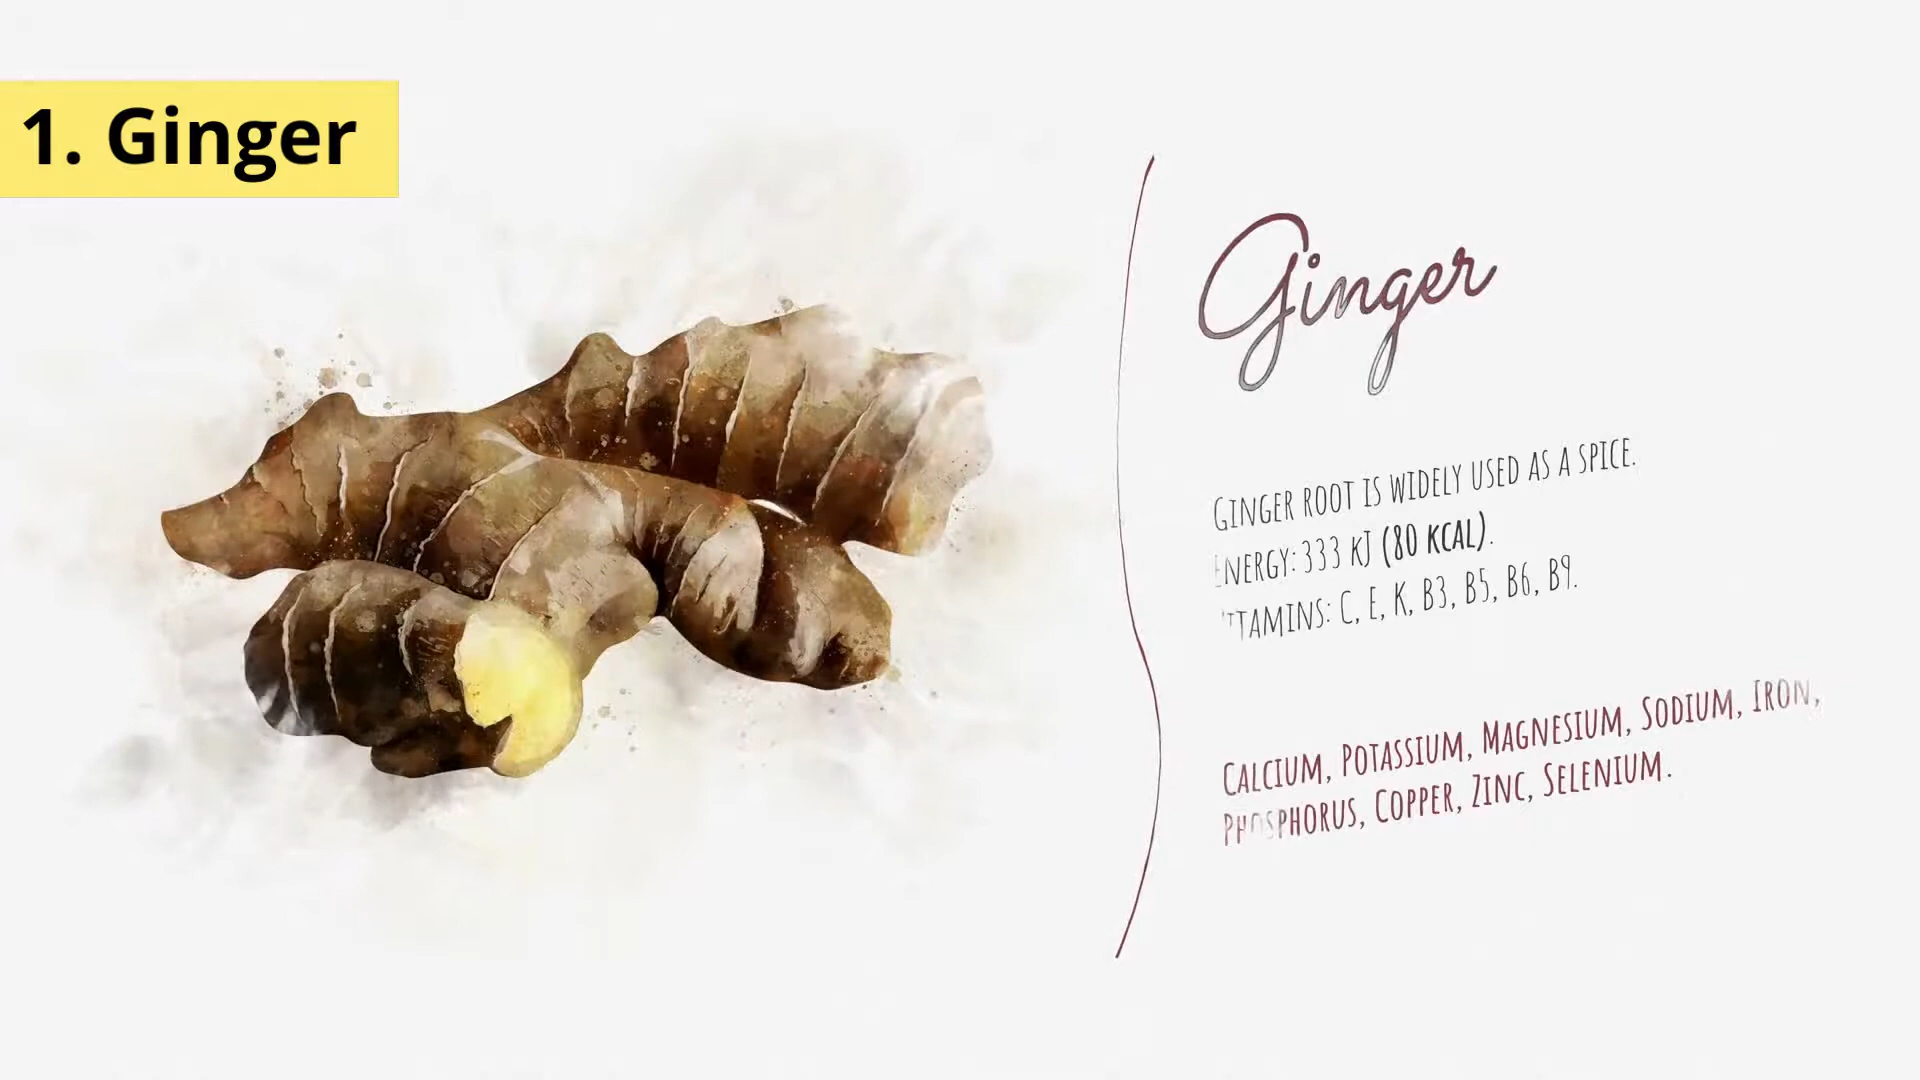 1. Ginger
Ginger
Ginger root is widely used as a spice.
Energy: 333 kJ (80 kcal).
Vitamins: C, E, K, B3, B5, B6, B9.
Calcium, Potassium, Magnesium, Sodium, Iron,
Phosphorus, Copper, Zinc, Selenium.